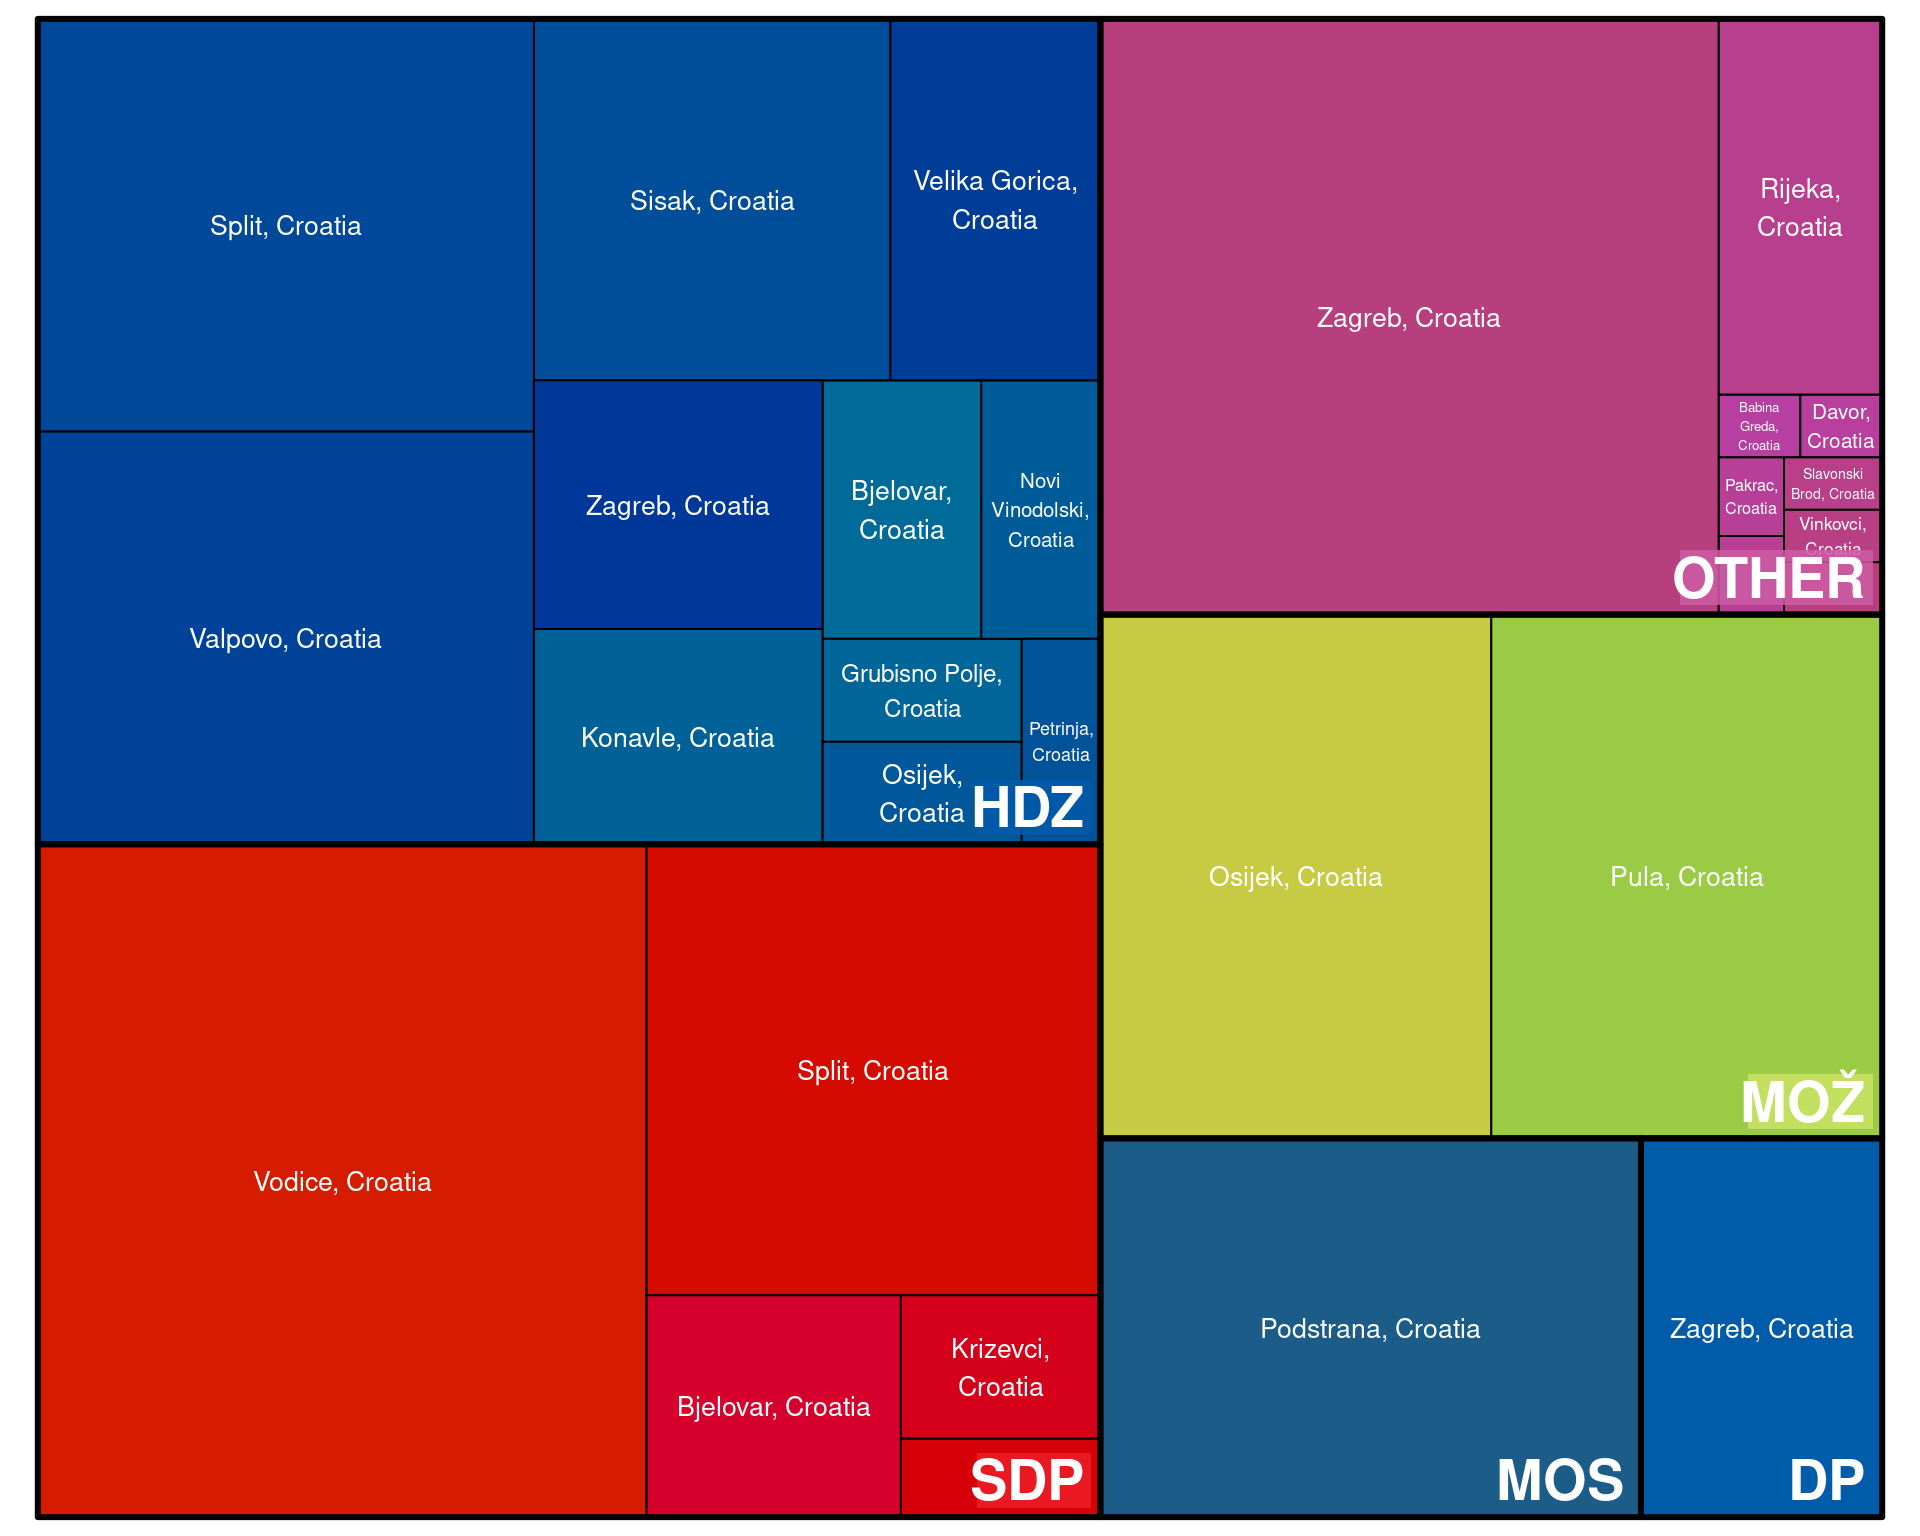 Split, Croatia
Sisak, Croatia
Velika Gorica,
Croatia
Valpovo, Croatia
Zagreb, Croatia
Bjelovar,
Croatia
Novi
Vinodolski,
Croatia
Konavle, Croatia
Grubisno Polje,
Croatia
Petrinja,
Croatia
Osijek,
Croatia
HDZ
Zagreb, Croatia
Rijeka,
Croatia
Babina
Greda,
Croatia
Davor,
Croatia
Pakrac,
Croatia
Slavonski
Brod, Croatia
Vinkovci,
Croatia
OTHER
Osijek, Croatia
Pula, Croatia
MOŽ
Vodice, Croatia
Split, Croatia
Bjelovar, Croatia
Krizevci,
Croatia
SDP
Podstrana, Croatia
MOS
Zagreb, Croatia
DP